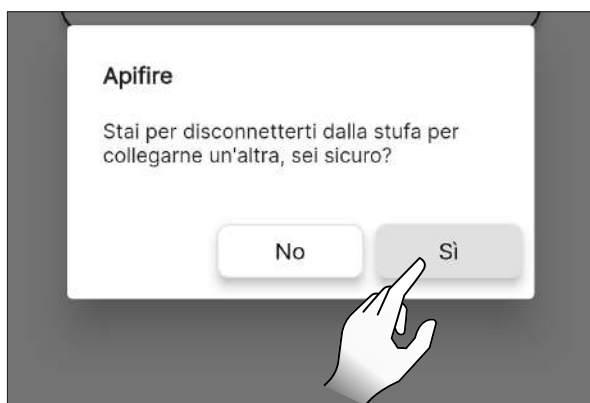 Apifire
Stai per disconnetterti dalla stufa per
collegarne un'altra, sei sicuro?
No
Sì